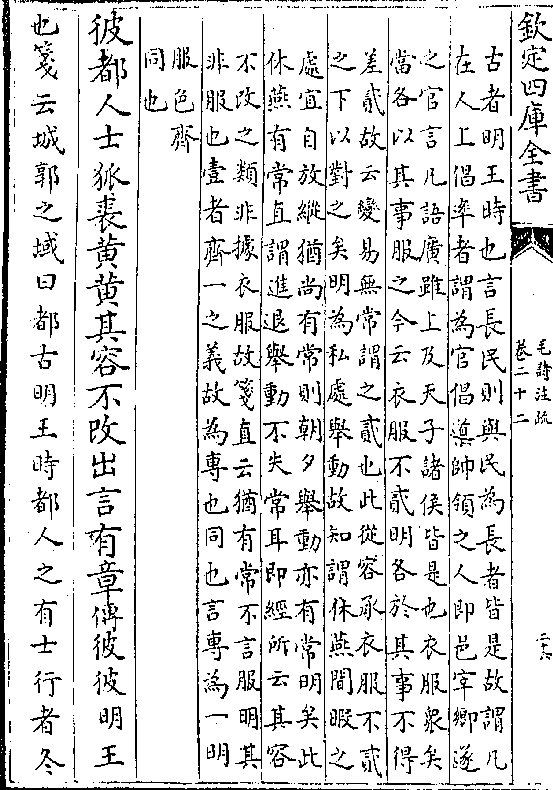 欽定四庫全書
毛詩注疏
卷二十二
二六
古者明王時也言長民則與民為長者皆是故謂凡
在人上倡率者謂為官倡導帥領之人即邑宰鄉遂
之官言凡語廣雖上及天子諸侯皆是也衣服衆矣
當各以其事服之今云衣服不貳明各於其事不得
差貳故云變易無常謂之貳也此從容承衣服不貳
之下以對之矣明為私處舉動故知謂休燕閒暇之
處宜自放縱猶尚有常則朝夕舉動亦有常明矣此
休燕有常直謂進退舉動不失常耳即經所云其容
不改之類非據衣服故箋直云猶有常不言服明其
非服也壹者齊一之義故為專也同也言專為一明
服色齊
同也
彼都人士狐裘黄黄其容不改出言有章傳彼彼明王
也箋云城郭之域曰都古明王時都人之有士行者冬